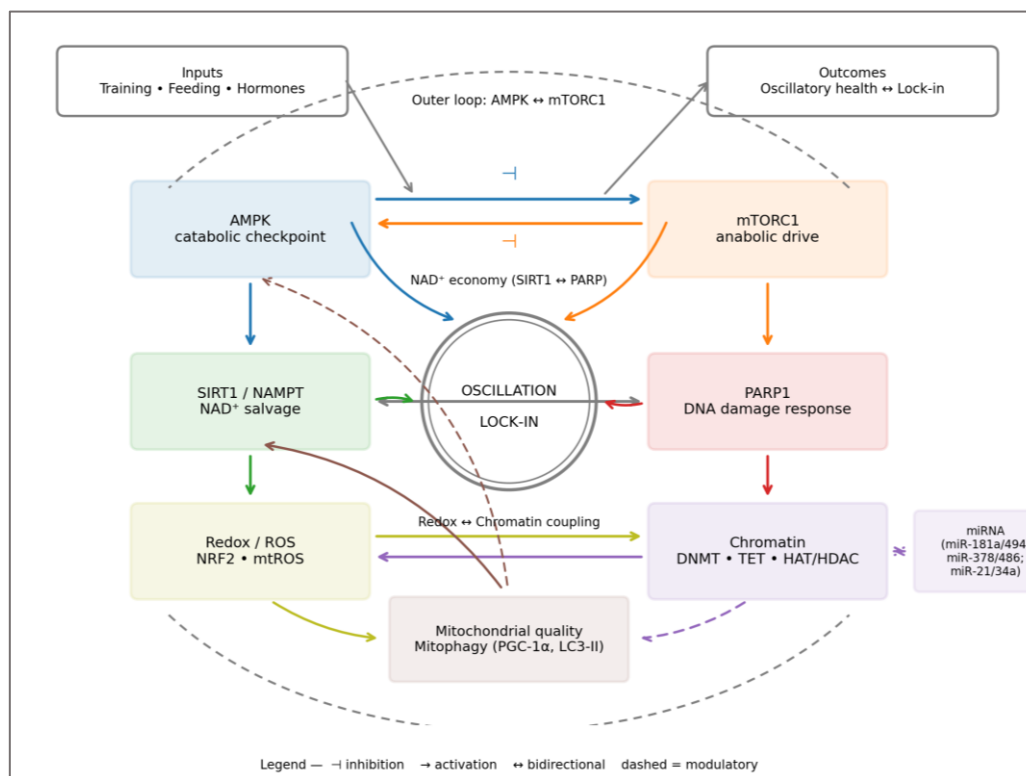 Inputs
Training • Feeding • Hormones
Outcomes
Oscillatory health ↔ Lock-in
Outer loop: AMPK ↔ mTORC1
⊣
AMPK
catabolic checkpoint
mTORC1
anabolic drive
⊣
NAD⁺ economy (SIRT1 ↔ PARP)
SIRT1 / NAMPT
NAD⁺ salvage
OSCILLATION
LOCK-IN
PARP1
DNA damage response
Redox ↔ Chromatin coupling
Redox / ROS
NRF2 • mtROS
Chromatin
DNMT • TET • HAT/HDAC
miRNA
(miR-181a/494
miR-378/486;
miR-21/34a)
Mitochondrial quality
Mitophagy (PGC-1α, LC3-II)
Legend — ⊣ inhibition → activation ↔ bidirectional dashed = modulatory